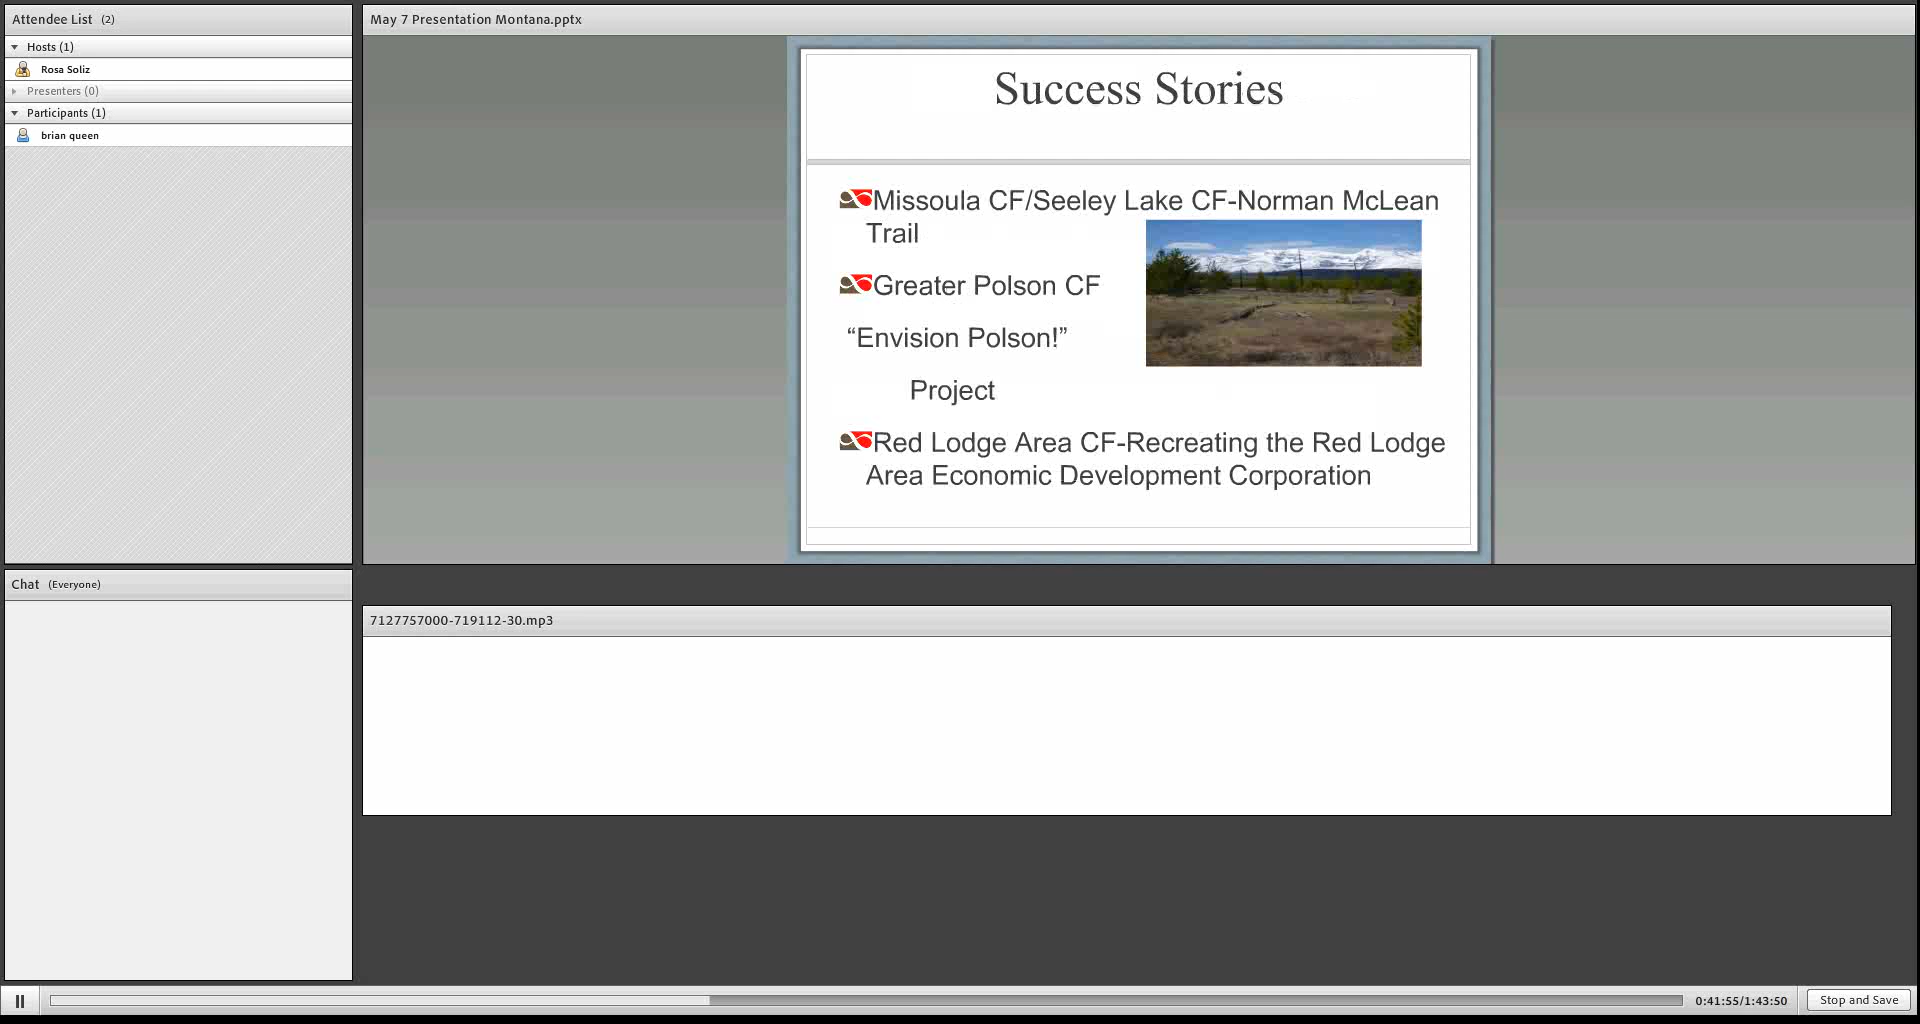 Attendee List (2)
Hosts (1)
Rosa Soliz
Presenters (0)
Participants (1)
brian queen
Chat (Everyone)
May 7 Presentation Montana.pptx
Success Stories
Missoula CF/Seeley Lake CF-Norman McLean
Trail
Greater Polson CF
“Envision Polson!”
Project
Red Lodge Area CF-Recreating the Red Lodge
Area Economic Development Corporation
7127757000-719112-30.mp3
0:41:55/1:43:50
Stop and Save